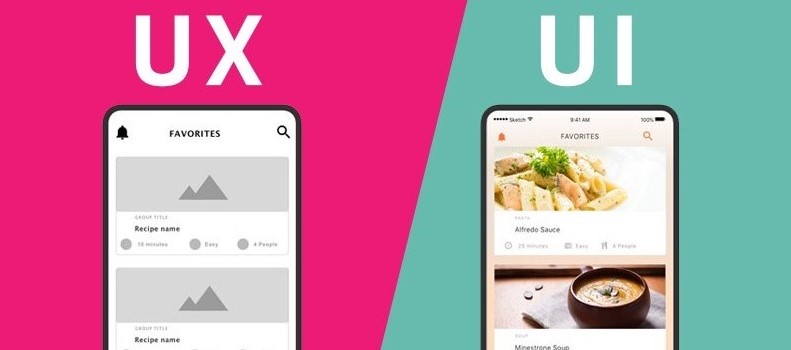 UX
FAVORITES
GROUP TITLE
Recipe name
10 minutes Easy 4 People
GROUP TITLE
Recipe name
UI
Sketch 9:41 AM 100%
FAVORITES
PASTA
Alfredo Sauce
25 minutes Easy 4 People
SOUP
Minestrone Soup